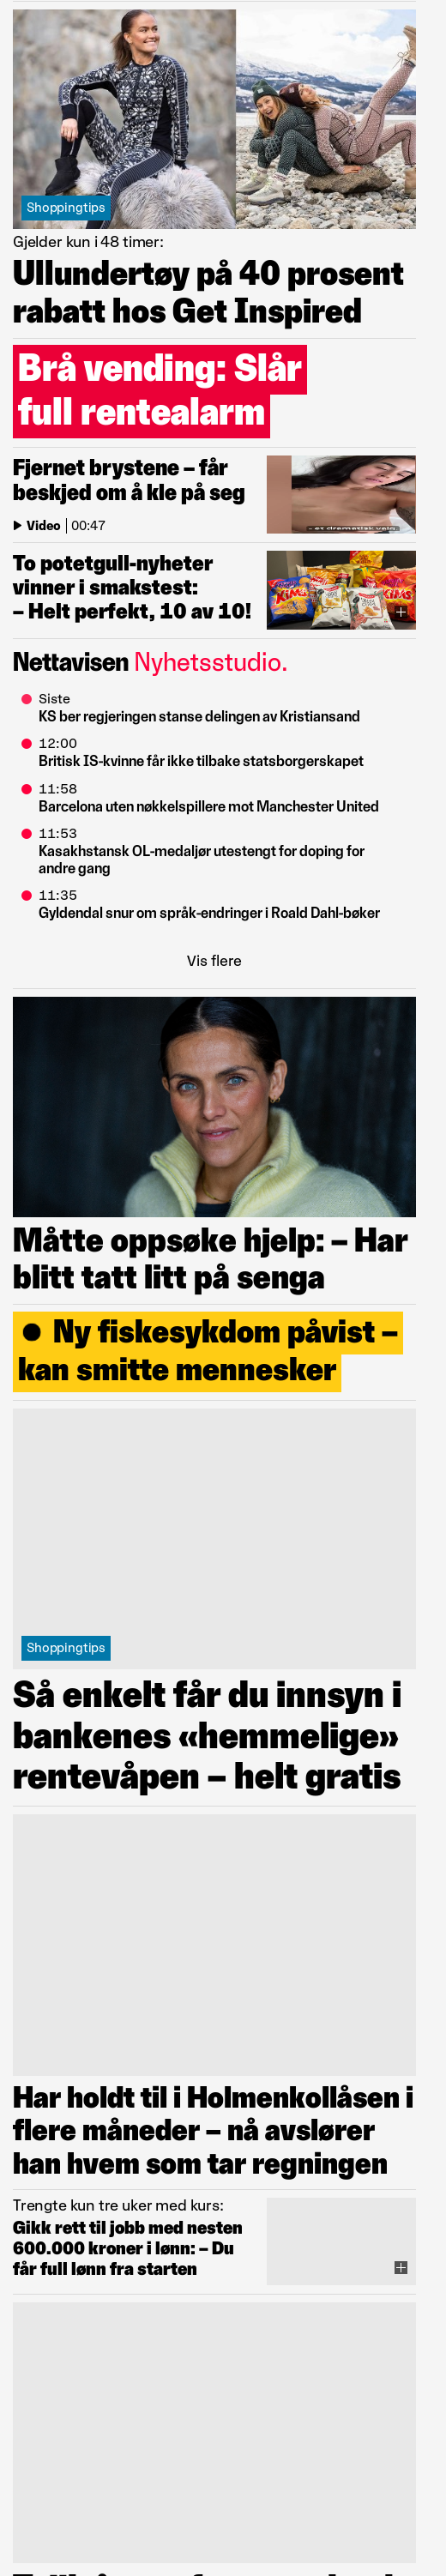 Shoppingtips
Gjelder kun i 48 timer:
Ullundertøy på 40 prosent
rabatt hos Get Inspired
Brå vending: Slår
full rentealarm
Fjernet brystene – får
beskjed om å kle på seg
Video | 00:47
– et dramatisk valg.
To potetgull-nyheter
vinner i smakstest:
– Helt perfekt, 10 av 10!
Nettavisen Nyhetsstudio.
Siste
KS ber regjeringen stanse delingen av Kristiansand
12:00
Britisk IS-kvinne får ikke tilbake statsborgerskapet
11:58
Barcelona uten nøkkelspillere mot Manchester United
11:53
Kasakhstansk OL-medaljør utestengt for doping for
andre gang
11:35
Gyldendal snur om språk-endringer i Roald Dahl-bøker
Vis flere
Måtte oppsøke hjelp: – Har
blitt tatt litt på senga
Ny fiskesykdom påvist –
kan smitte mennesker
Shoppingtips
Så enkelt får du innsyn i
bankenes «hemmelige»
rentevåpen – helt gratis
Har holdt til i Holmenkollåsen i
flere måneder – nå avslører
han hvem som tar regningen
Trengte kun tre uker med kurs:
Gikk rett til jobb med nesten
600.000 kroner i lønn: – Du
får full lønn fra starten